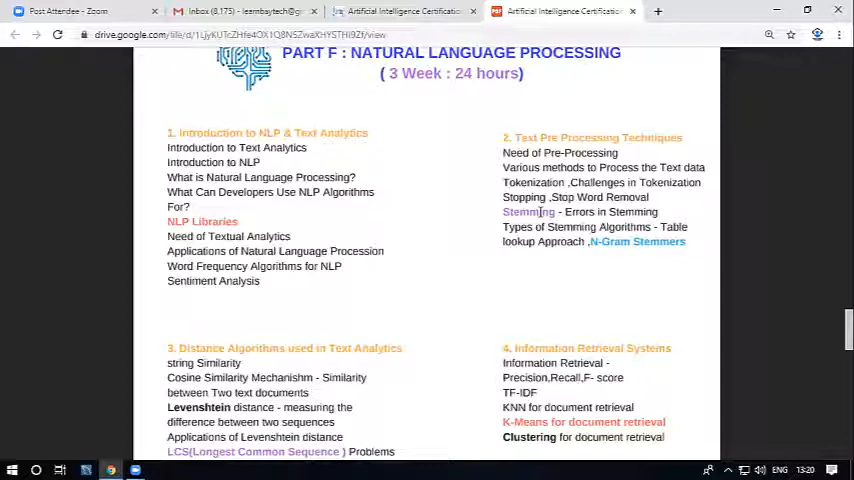 Post Attendee - Zoom
Inbox (8,175) - learnbaytech@gm
Artificial Intelligence Certification
Artificial Intelligence Certification
PART F : NATURAL LANGUAGE PROCESSING
( 3 Week : 24 hours)
1. Introduction to NLP & Text Analytics
Introduction to Text Analytics
Introduction to NLP
What is Natural Language Processing?
What Can Developers Use NLP Algorithms
For?
NLP Libraries
Need of Textual Analytics
Applications of Natural Language Procession
Word Frequency Algorithms for NLP
Sentiment Analysis
2. Text Pre Processing Techniques
Need of Pre-Processing
Various methods to Process the Text data
Tokenization ,Challenges in Tokenization
Stopping ,Stop Word Removal
Stemming - Errors in Stemming
Types of Stemming Algorithms - Table
lookup Approach ,N-Gram Stemmers
3. Distance Algorithms used in Text Analytics
string Similarity
Cosine Similarity Mechanishm - Similarity
between Two text documents
Levenshtein distance - measuring the
difference between two sequences
Applications of Levenshtein distance
LCS(Longest Common Sequence ) Problems
4. Information Retrieval Systems
Information Retrieval -
Precision,Recall,F- score
TF-IDF
KNN for document retrieval
K-Means for document retrieval
Clustering for document retrieval
ENG
13:20